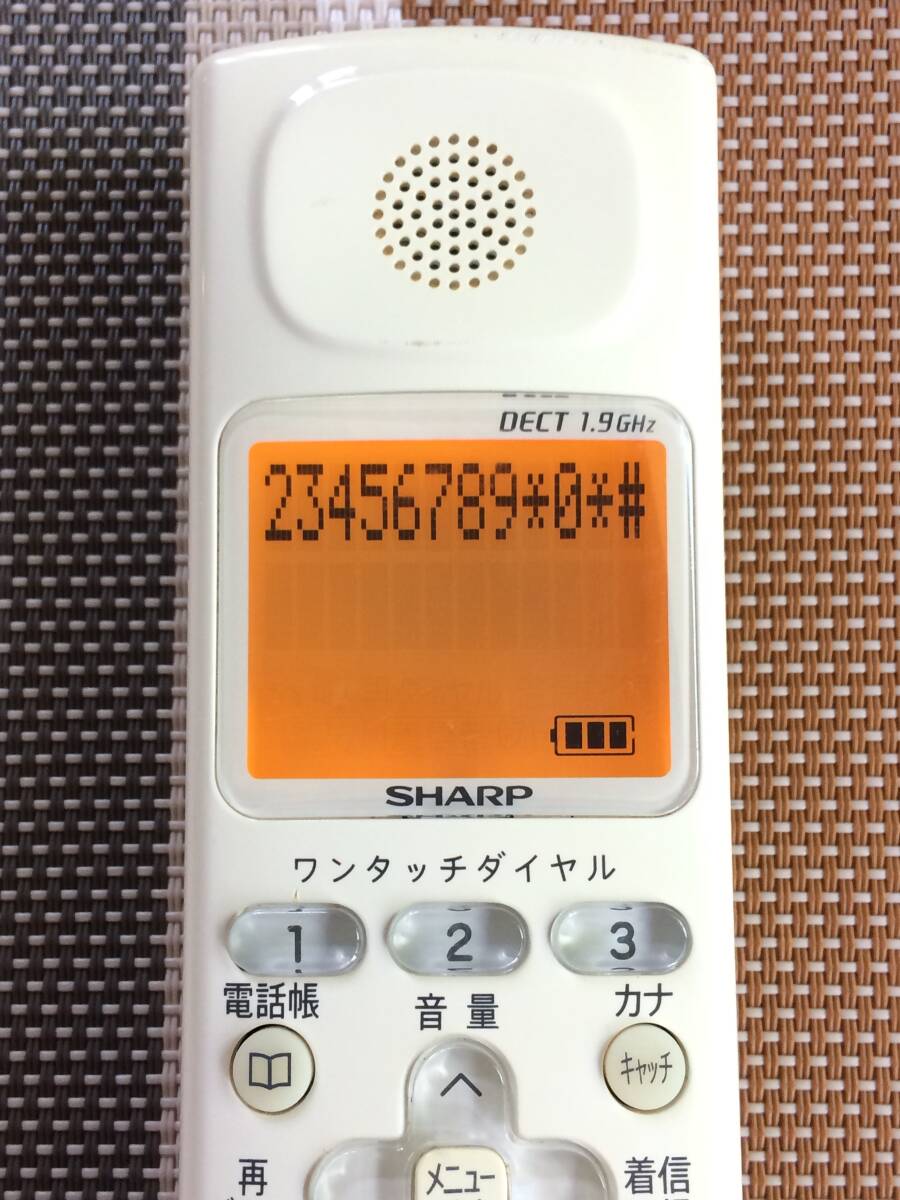 DECT 1.9GHz
23456789*0*#
SHARP
ワンタッチダイヤル
1 2 3
電話帳 音量 カナ
キャッチ
再 メニュー 着信